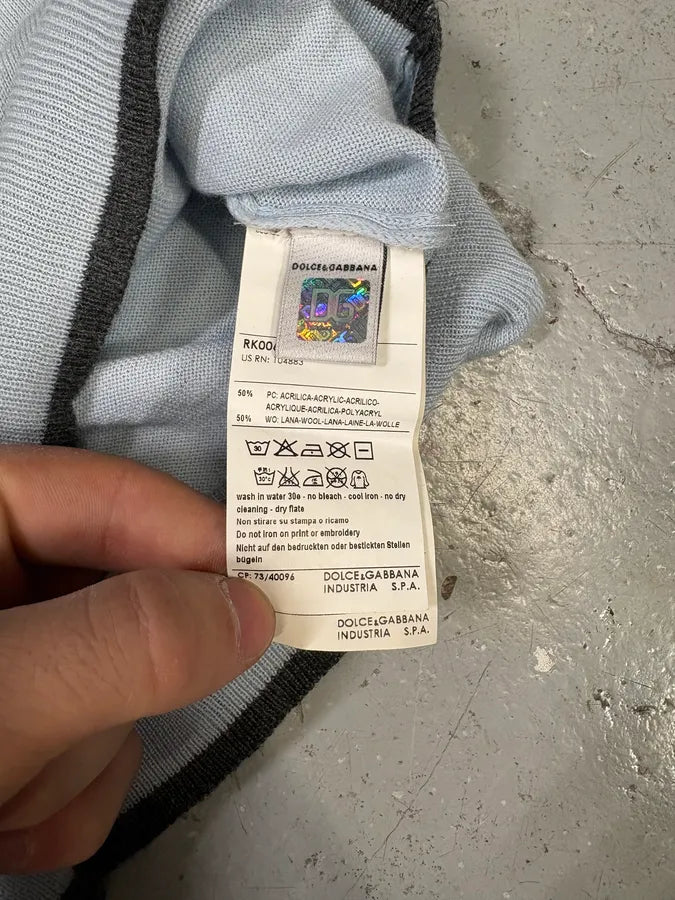 DOLCE&GABBANA
DG
RK006
US RN: 104883
50% PC: ACRILICA-ACRYLIC-ACRILICO-
ACRYLIQUE-ACRILICA-POLYACRYL
50% WO: LANA-WOOL-LANA-LAINE-LA-WOLLE
30
30°C
wash in water 30e - no bleach - cool iron - no dry
cleaning - dry flate
Non stirare su stampa o ricamo
Do not iron on print or embroidery
Nicht auf den bedruckten oder bestickten Stellen
bügeln
CP: 73/40096 DOLCE&GABBANA
INDUSTRIA S.P.A.
DOLCE&GABBANA
INDUSTRIA S.P.A.